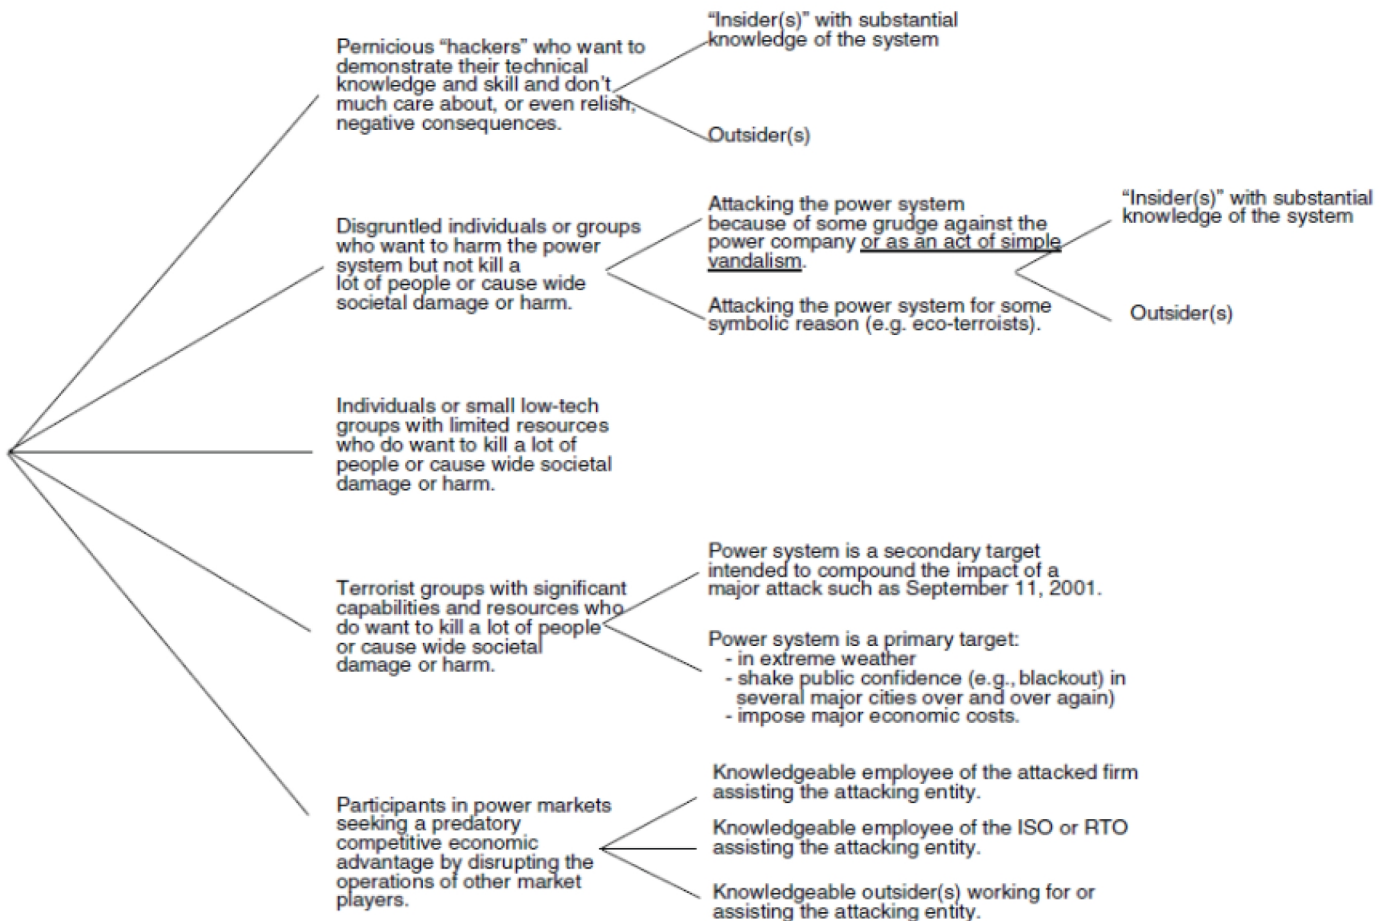 Pernicious “hackers” who want to
demonstrate their technical
knowledge and skill and don’t
much care about, or even relish,
negative consequences.
“Insider(s)” with substantial
knowledge of the system
Outsider(s)
Disgruntled individuals or groups
who want to harm the power
system but not kill a
lot of people or cause wide
societal damage or harm.
Attacking the power system
because of some grudge against the
power company or as an act of simple
vandalism.
“Insider(s)” with substantial
knowledge of the system
Outsider(s)
Attacking the power system for some
symbolic reason (e.g. eco-terroists).
Individuals or small low-tech
groups with limited resources
who do want to kill a lot of
people or cause wide societal
damage or harm.
Terrorist groups with significant
capabilities and resources who
do want to kill a lot of people
or cause wide societal
damage or harm.
Power system is a secondary target
intended to compound the impact of a
major attack such as September 11, 2001.
Power system is a primary target:
- in extreme weather
- shake public confidence (e.g., blackout) in
several major cities over and over again)
- impose major economic costs.
Participants in power markets
seeking a predatory
competitive economic
advantage by disrupting the
operations of other market
players.
Knowledgeable employee of the attacked firm
assisting the attacking entity.
Knowledgeable employee of the ISO or RTO
assisting the attacking entity.
Knowledgeable outsider(s) working for or
assisting the attacking entity.